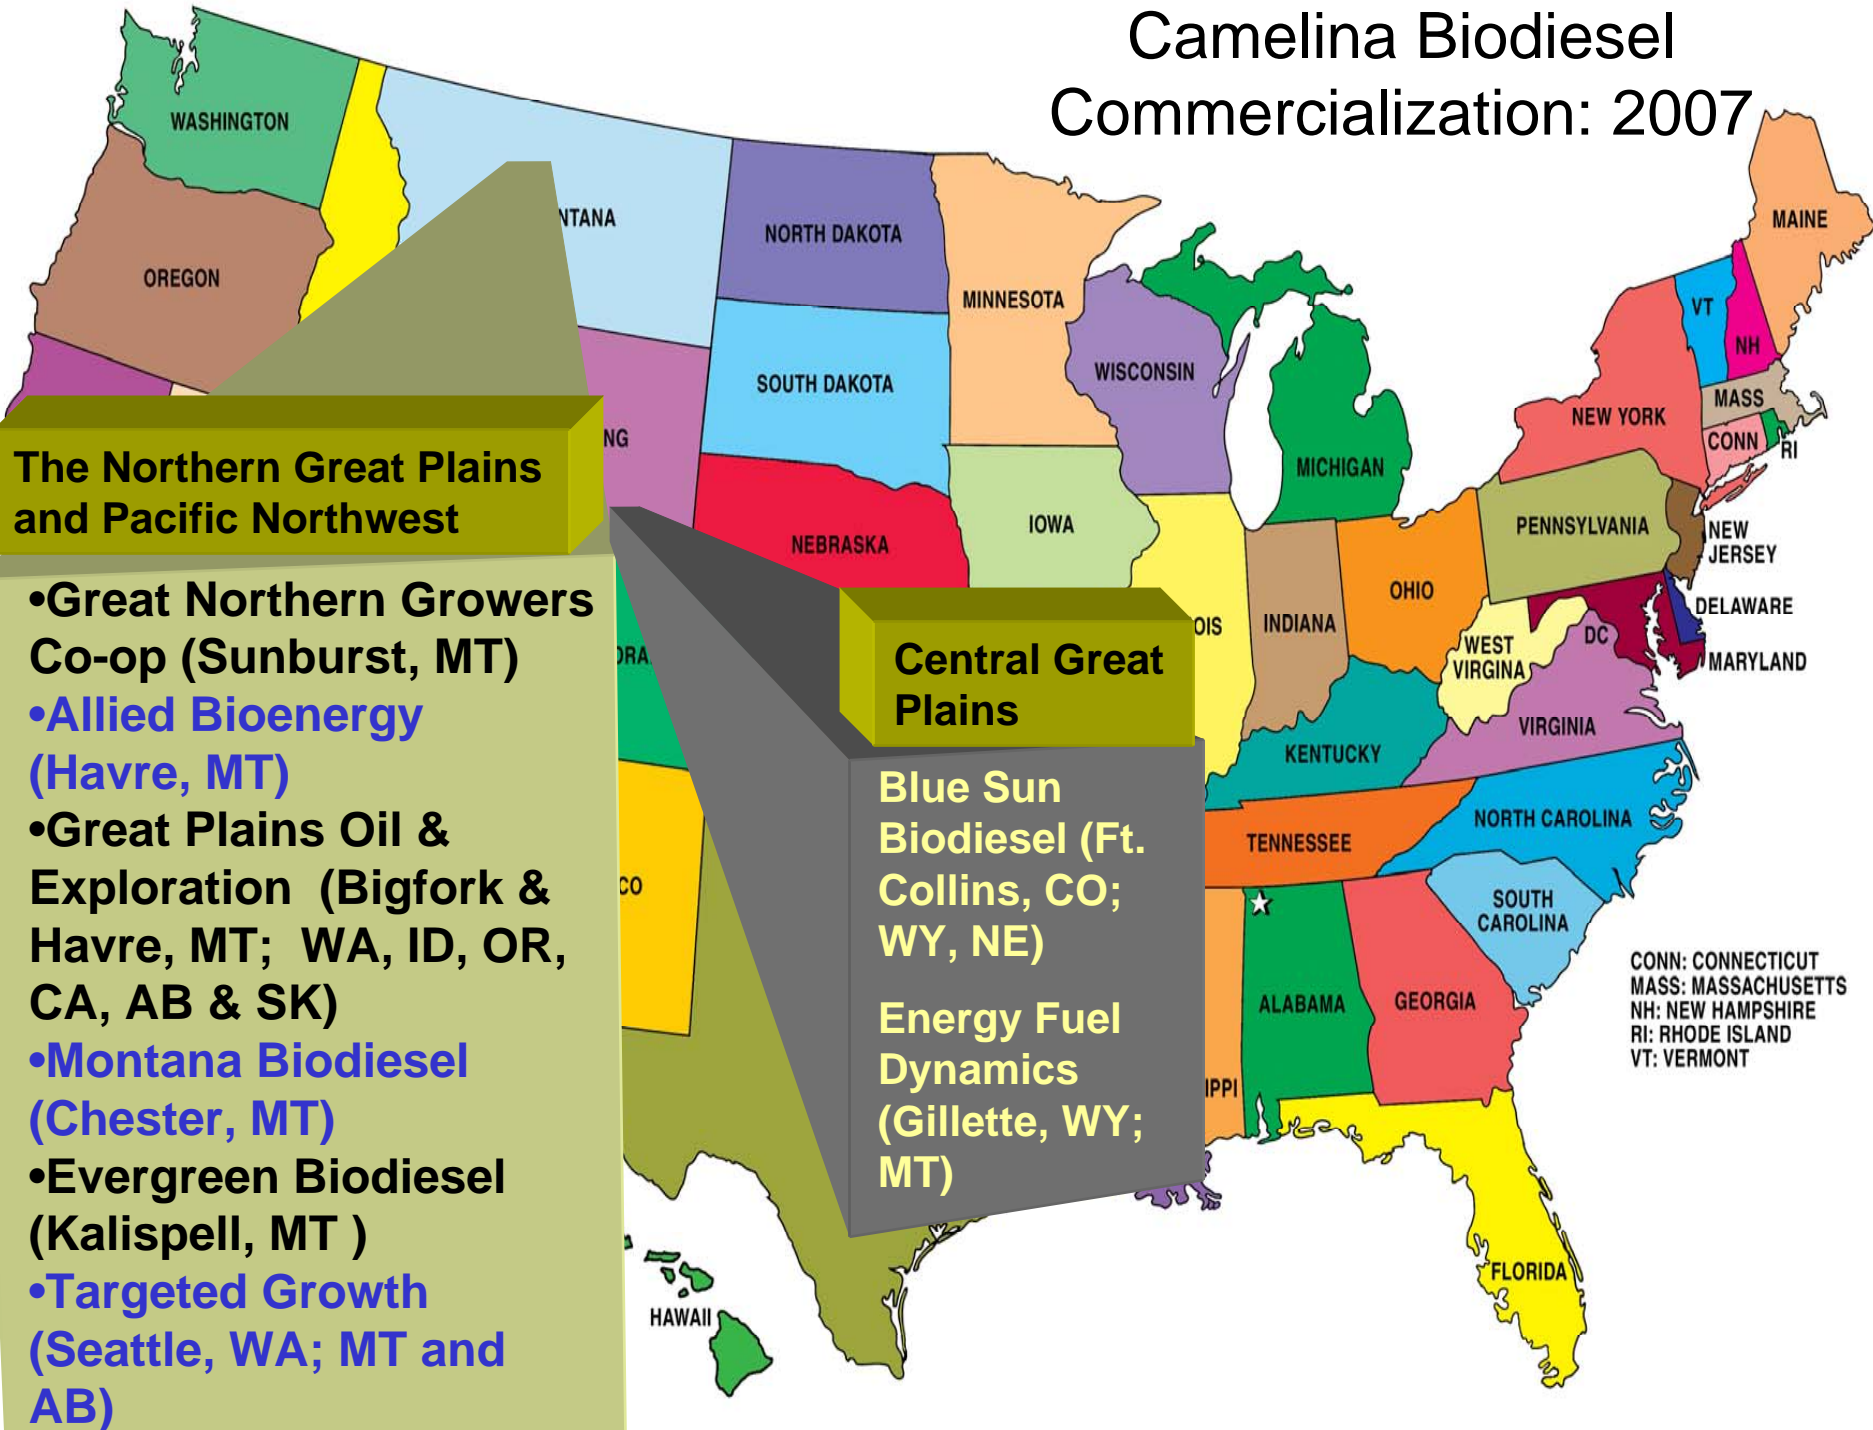 Camelina Biodiesel
Commercialization: 2007
WASHINGTON
OREGON
NTANA
NORTH DAKOTA
MINNESOTA
SOUTH DAKOTA
WISCONSIN
MICHIGAN
MAINE
VT
NH
MASS
NEW YORK
CONN
RI
NG
NEBRASKA
IOWA
OIS
INDIANA
OHIO
PENNSYLVANIA
NEW
JERSEY
DELAWARE
MARYLAND
DC
WEST
VIRGINA
VIRGINIA
KENTUCKY
ORA
CO
TENNESSEE
NORTH CAROLINA
SOUTH
CAROLINA
IPPI
ALABAMA
GEORGIA
FLORIDA
HAWAII
The Northern Great Plains
and Pacific Northwest
•Great Northern Growers
Co-op (Sunburst, MT)
•Allied Bioenergy
(Havre, MT)
•Great Plains Oil &
Exploration (Bigfork &
Havre, MT; WA, ID, OR,
CA, AB & SK)
•Montana Biodiesel
(Chester, MT)
•Evergreen Biodiesel
(Kalispell, MT )
•Targeted Growth
(Seattle, WA; MT and
AB)
Central Great
Plains
Blue Sun
Biodiesel (Ft.
Collins, CO;
WY, NE)
Energy Fuel
Dynamics
(Gillette, WY;
MT)
CONN: CONNECTICUT
MASS: MASSACHUSETTS
NH: NEW HAMPSHIRE
RI: RHODE ISLAND
VT: VERMONT